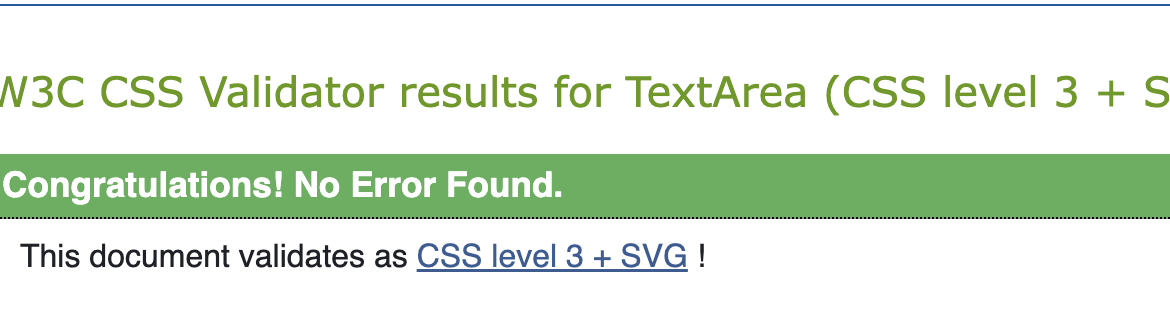 W3C CSS Validator results for TextArea (CSS level 3 + S
Congratulations! No Error Found.
This document validates as CSS level 3 + SVG !